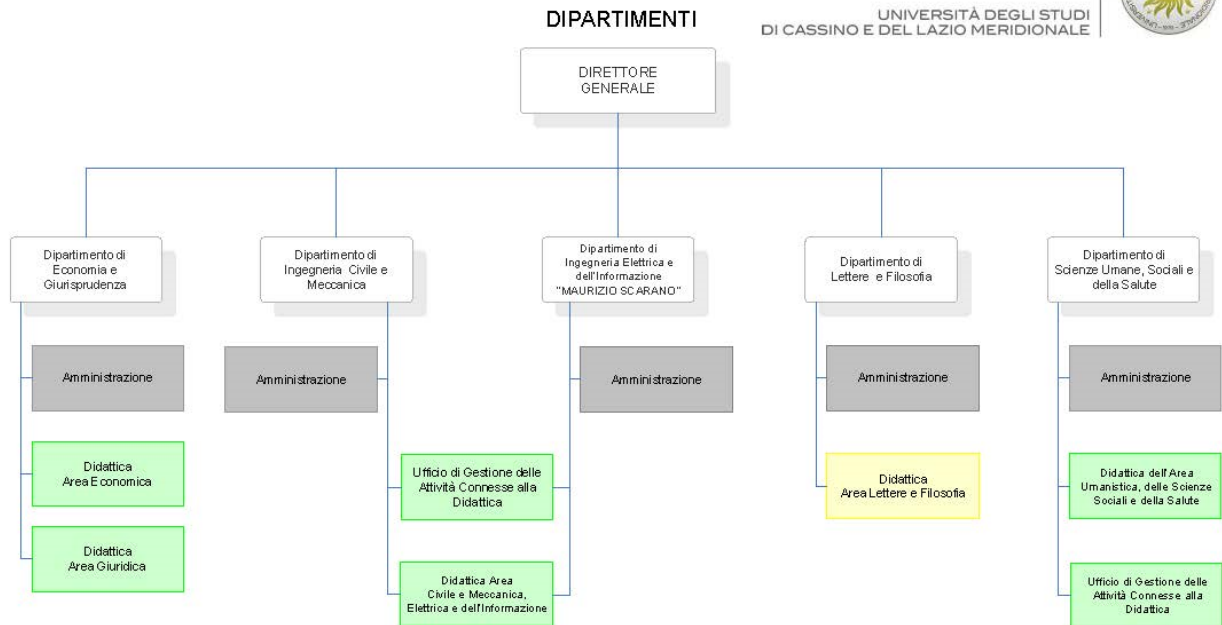 DIPARTIMENTI
UNIVERSITÀ DEGLI STUDI
DI CASSINO E DEL LAZIO MERIDIONALE
DIRETTORE
GENERALE
Dipartimento di
Economia e
Giurisprudenza
Dipartimento di
Ingegneria Civile e
Meccanica
Dipartimento di
Ingegneria Elettrica e
dell'Informazione
"MAURIZIO SCARANO"
Dipartimento di
Lettere e Filosofia
Dipartimento di
Scienze Umane, Sociali e
della Salute
Amministrazione
Amministrazione
Amministrazione
Amministrazione
Amministrazione
Didattica
Area Economica
Ufficio di Gestione delle
Attività Connesse alla
Didattica
Didattica
Area Lettere e Filosofia
Didattica dell'Area
Umanistica, delle Scienze
Sociali e della Salute
Didattica
Area Giuridica
Didattica Area
Civile e Meccanica,
Elettrica e dell'Informazione
Ufficio di Gestione delle
Attività Connesse alla
Didattica